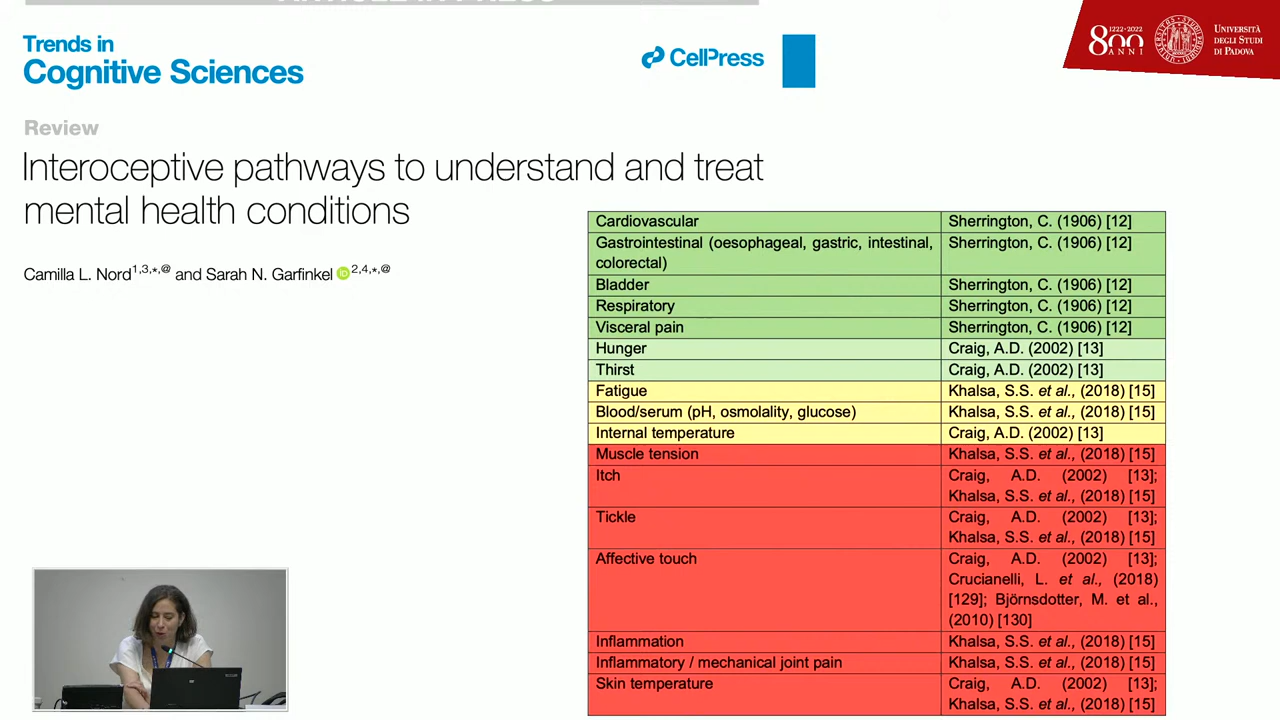 Trends in
Cognitive Sciences
CellPress
1222·2022
800
ANNI
UNIVERSITÀ
DEGLI STUDI
DI PADOVA
Review
Interoceptive pathways to understand and treat
mental health conditions
Camilla L. Nord1,3,*,@ and Sarah N. Garfinkel iD 2,4,*,@
Cardiovascular Sherrington, C. (1906) [12]
Gastrointestinal (oesophageal, gastric, intestinal, Sherrington, C. (1906) [12]
colorectal)
Bladder Sherrington, C. (1906) [12]
Respiratory Sherrington, C. (1906) [12]
Visceral pain Sherrington, C. (1906) [12]
Hunger Craig, A.D. (2002) [13]
Thirst Craig, A.D. (2002) [13]
Fatigue Khalsa, S.S. et al., (2018) [15]
Blood/serum (pH, osmolality, glucose) Khalsa, S.S. et al., (2018) [15]
Internal temperature Craig, A.D. (2002) [13]
Muscle tension Khalsa, S.S. et al., (2018) [15]
Itch Craig, A.D. (2002) [13];
Khalsa, S.S. et al., (2018) [15]
Tickle Craig, A.D. (2002) [13];
Khalsa, S.S. et al., (2018) [15]
Affective touch Craig, A.D. (2002) [13];
Crucianelli, L. et al., (2018)
[129]; Björnsdotter, M. et al.,
(2010) [130]
Inflammation Khalsa, S.S. et al., (2018) [15]
Inflammatory / mechanical joint pain Khalsa, S.S. et al., (2018) [15]
Skin temperature Craig, A.D. (2002) [13];
Khalsa, S.S. et al., (2018) [15]